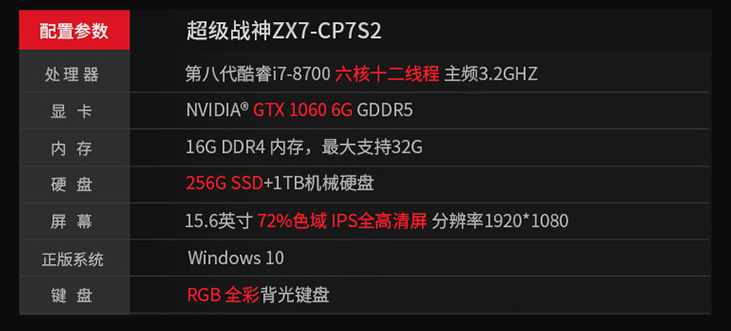 配置参数 超级战神ZX7-CP7S2
处理器 第八代酷睿i7-8700 六核十二线程 主频3.2GHZ
显 卡 NVIDIA® GTX 1060 6G GDDR5
内 存 16G DDR4 内存，最大支持32G
硬 盘 256G SSD+1TB机械硬盘
屏 幕 15.6英寸 72%色域 IPS全高清屏 分辨率1920*1080
正版系统 Windows 10
键 盘 RGB 全彩背光键盘